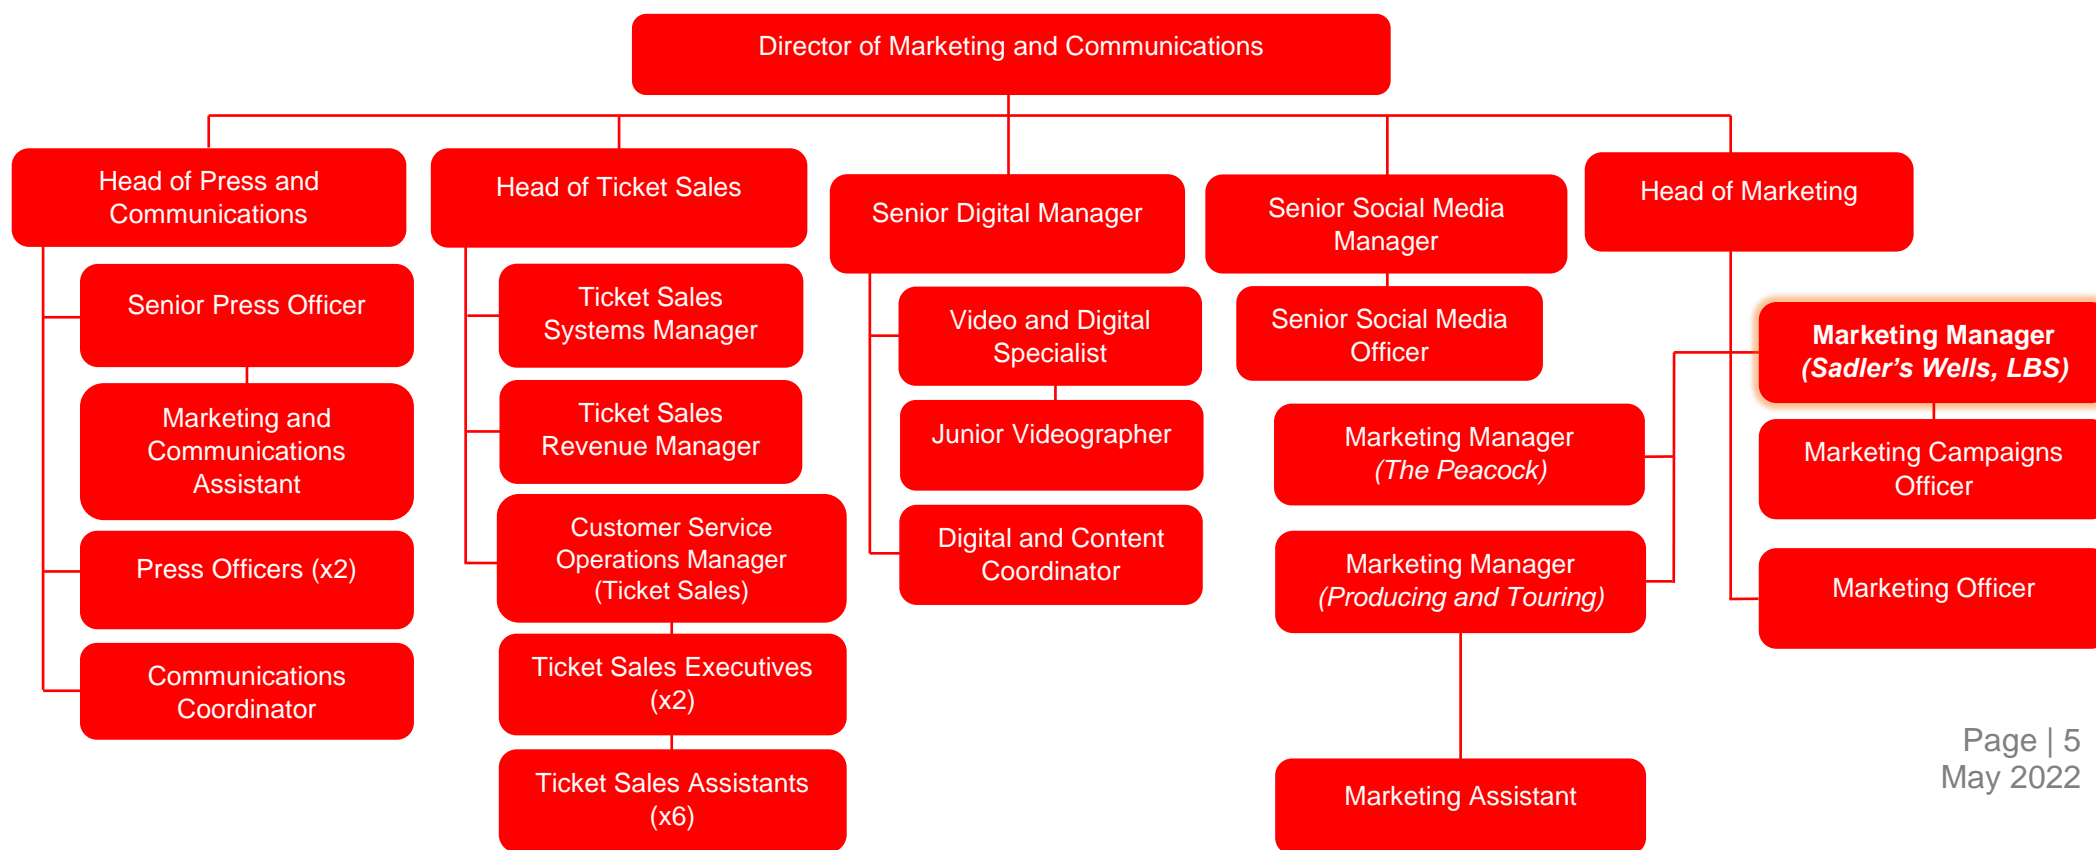 Director of Marketing and Communications
Head of Press and
Communications
Senior Press Officer
Marketing and
Communications
Assistant
Press Officers (x2)
Communications
Coordinator
Head of Ticket Sales
Ticket Sales
Systems Manager
Ticket Sales
Revenue Manager
Customer Service
Operations Manager
(Ticket Sales)
Ticket Sales Executives
(x2)
Ticket Sales Assistants
(x6)
Senior Digital Manager
Video and Digital
Specialist
Junior Videographer
Digital and Content
Coordinator
Senior Social Media
Manager
Senior Social Media
Officer
Head of Marketing
Marketing Manager
(Sadler’s Wells, LBS)
Marketing Campaigns
Officer
Marketing Manager
(The Peacock)
Marketing Manager
(Producing and Touring)
Marketing Assistant
Marketing Officer
Page | 5
May 2022